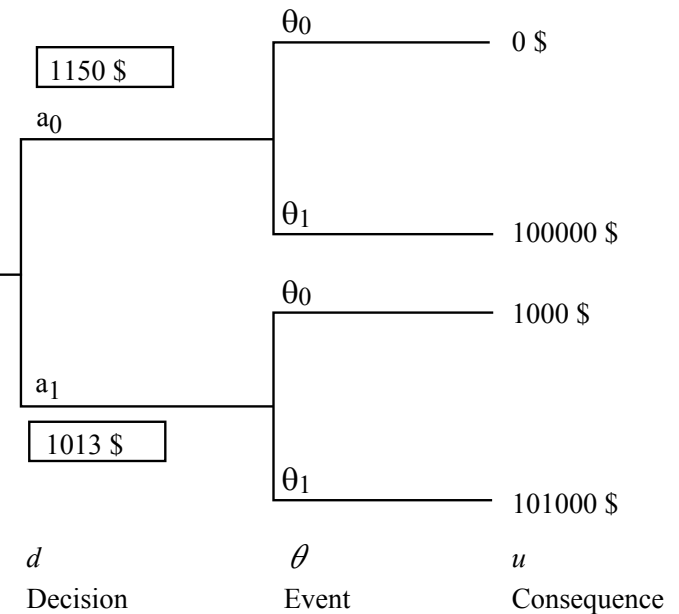 θ0
0 $
1150 $
a0
θ1
100000 $
θ0
1000 $
a1
1013 $
θ1
101000 $
d θ u
Decision Event Consequence